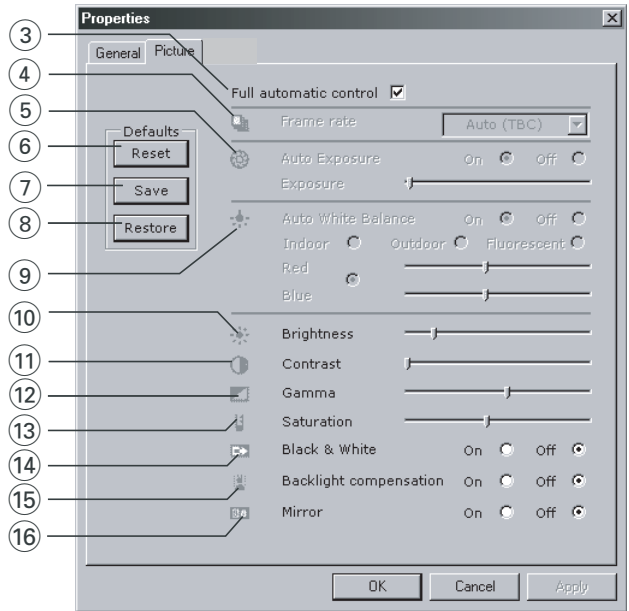 Properties
General Picture
3
4
5
6
7
8
9
10
11
12
13
14
15
16
Full automatic control
Frame rate Auto (TBC)
Defaults
Reset
Save
Restore
Auto Exposure On Off
Exposure
Auto White Balance On Off
Indoor Outdoor Fluorescent
Red
Blue
Brightness
Contrast
Gamma
Saturation
Black & White On Off
Backlight compensation On Off
Mirror On Off
OK Cancel Apply